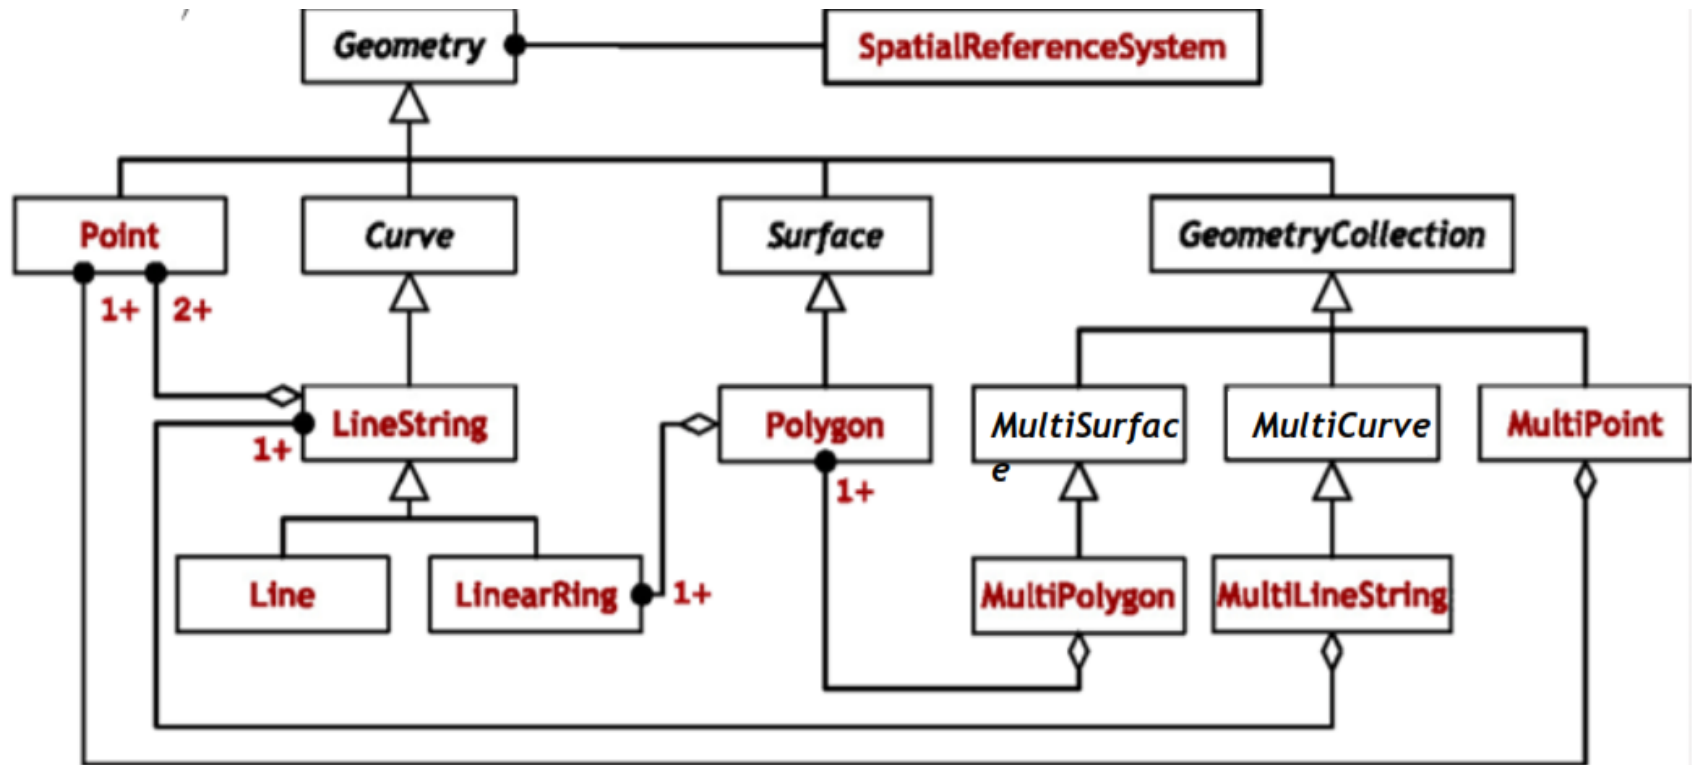 Geometry
SpatialReferenceSystem
Point
Curve
Surface
GeometryCollection
1+
2+
LineString
1+
Polygon
1+
MultiSurfac
e
MultiCurve
MultiPoint
Line
LinearRing
1+
MultiPolygon
MultiLineString